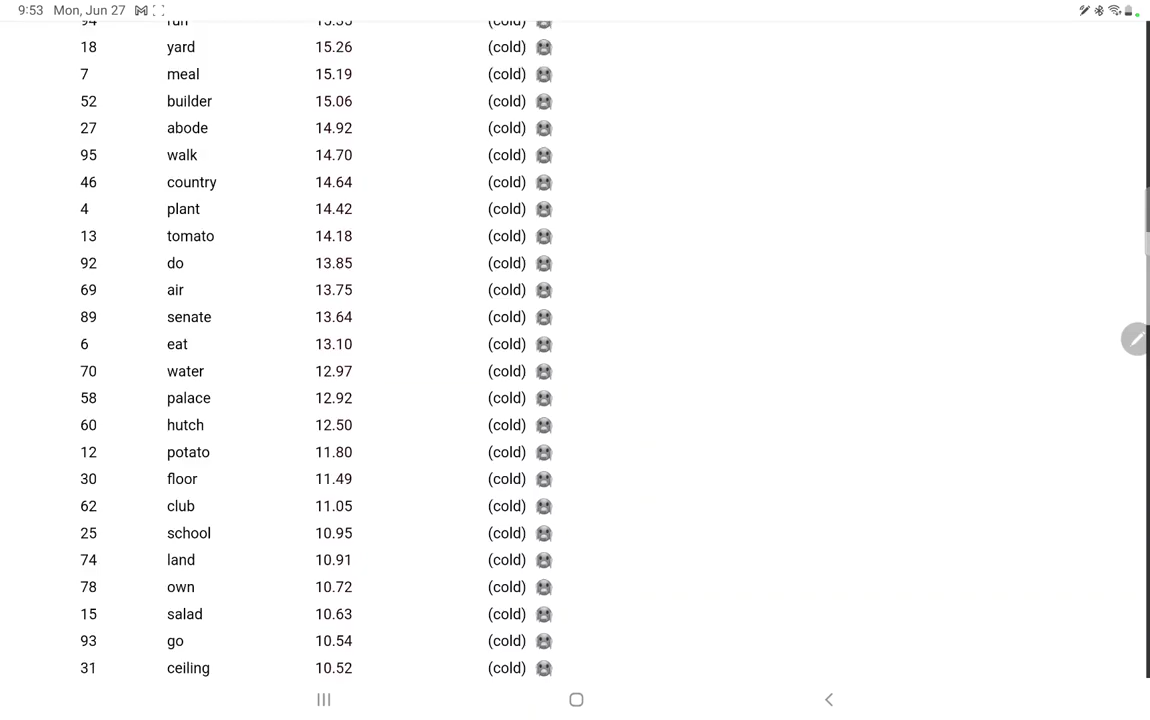 9:53 Mon, Jun 27
94 run 15.35 (cold)
18 yard 15.26 (cold)
7 meal 15.19 (cold)
52 builder 15.06 (cold)
27 abode 14.92 (cold)
95 walk 14.70 (cold)
46 country 14.64 (cold)
4 plant 14.42 (cold)
13 tomato 14.18 (cold)
92 do 13.85 (cold)
69 air 13.75 (cold)
89 senate 13.64 (cold)
6 eat 13.10 (cold)
70 water 12.97 (cold)
58 palace 12.92 (cold)
60 hutch 12.50 (cold)
12 potato 11.80 (cold)
30 floor 11.49 (cold)
62 club 11.05 (cold)
25 school 10.95 (cold)
74 land 10.91 (cold)
78 own 10.72 (cold)
15 salad 10.63 (cold)
93 go 10.54 (cold)
31 ceiling 10.52 (cold)